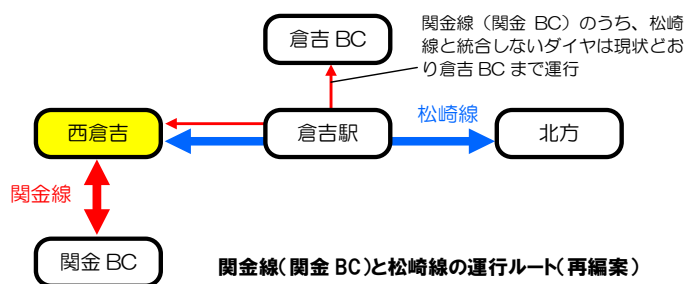 関金線（関金 BC）のうち、松崎
線と統合しないダイヤは現状どお
り倉吉 BC まで運行
倉吉 BC
松崎線
西倉吉
倉吉駅
北方
関金線
関金 BC
関金線（関金 BC）と松崎線の運行ルート（再編案）